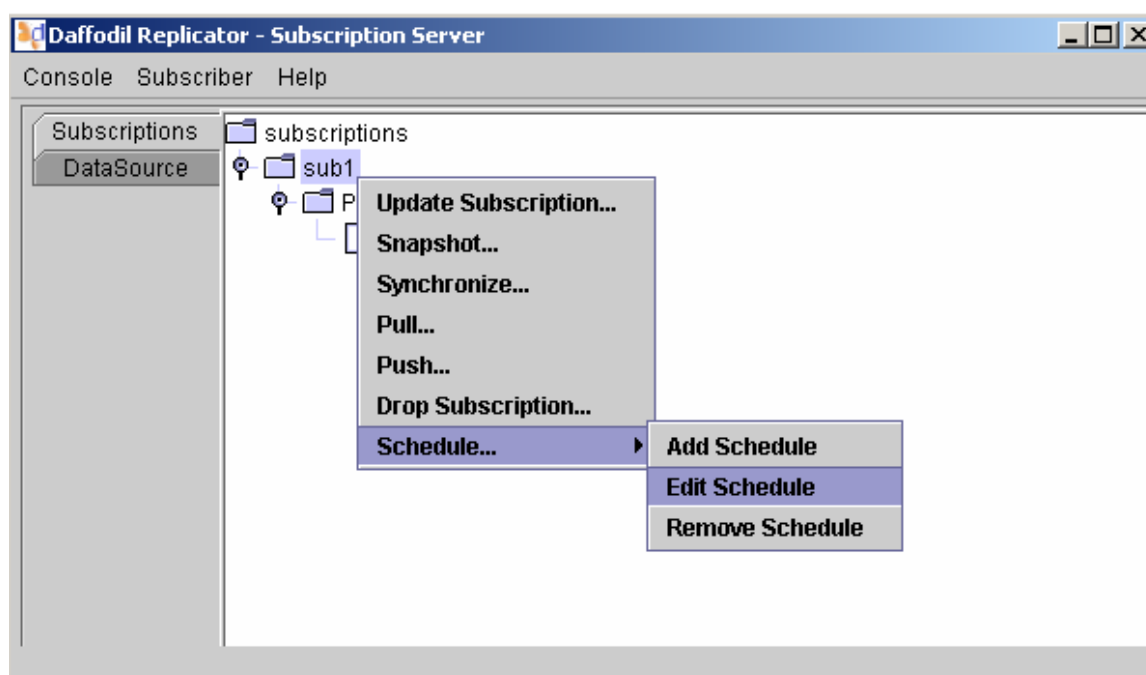 Daffodil Replicator - Subscription Server
Console Subscriber Help
Subscriptions
DataSource
subscriptions
sub1
P
Update Subscription...
Snapshot...
Synchronize...
Pull...
Push...
Drop Subscription...
Schedule...
Add Schedule
Edit Schedule
Remove Schedule